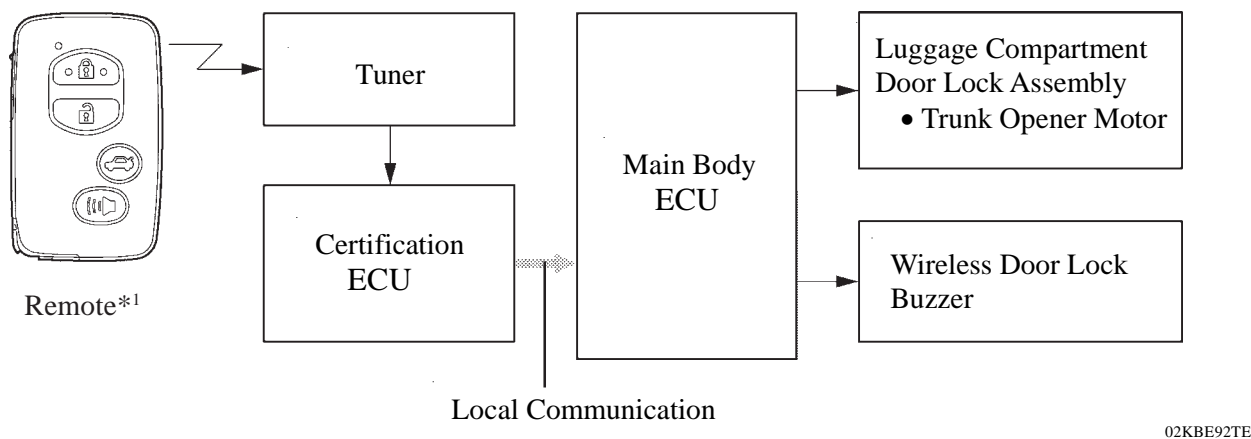 Tuner
Certification
ECU
Remote*1
Local Communication
Main Body
ECU
Luggage Compartment
Door Lock Assembly
• Trunk Opener Motor
Wireless Door Lock
Buzzer
02KBE92TE